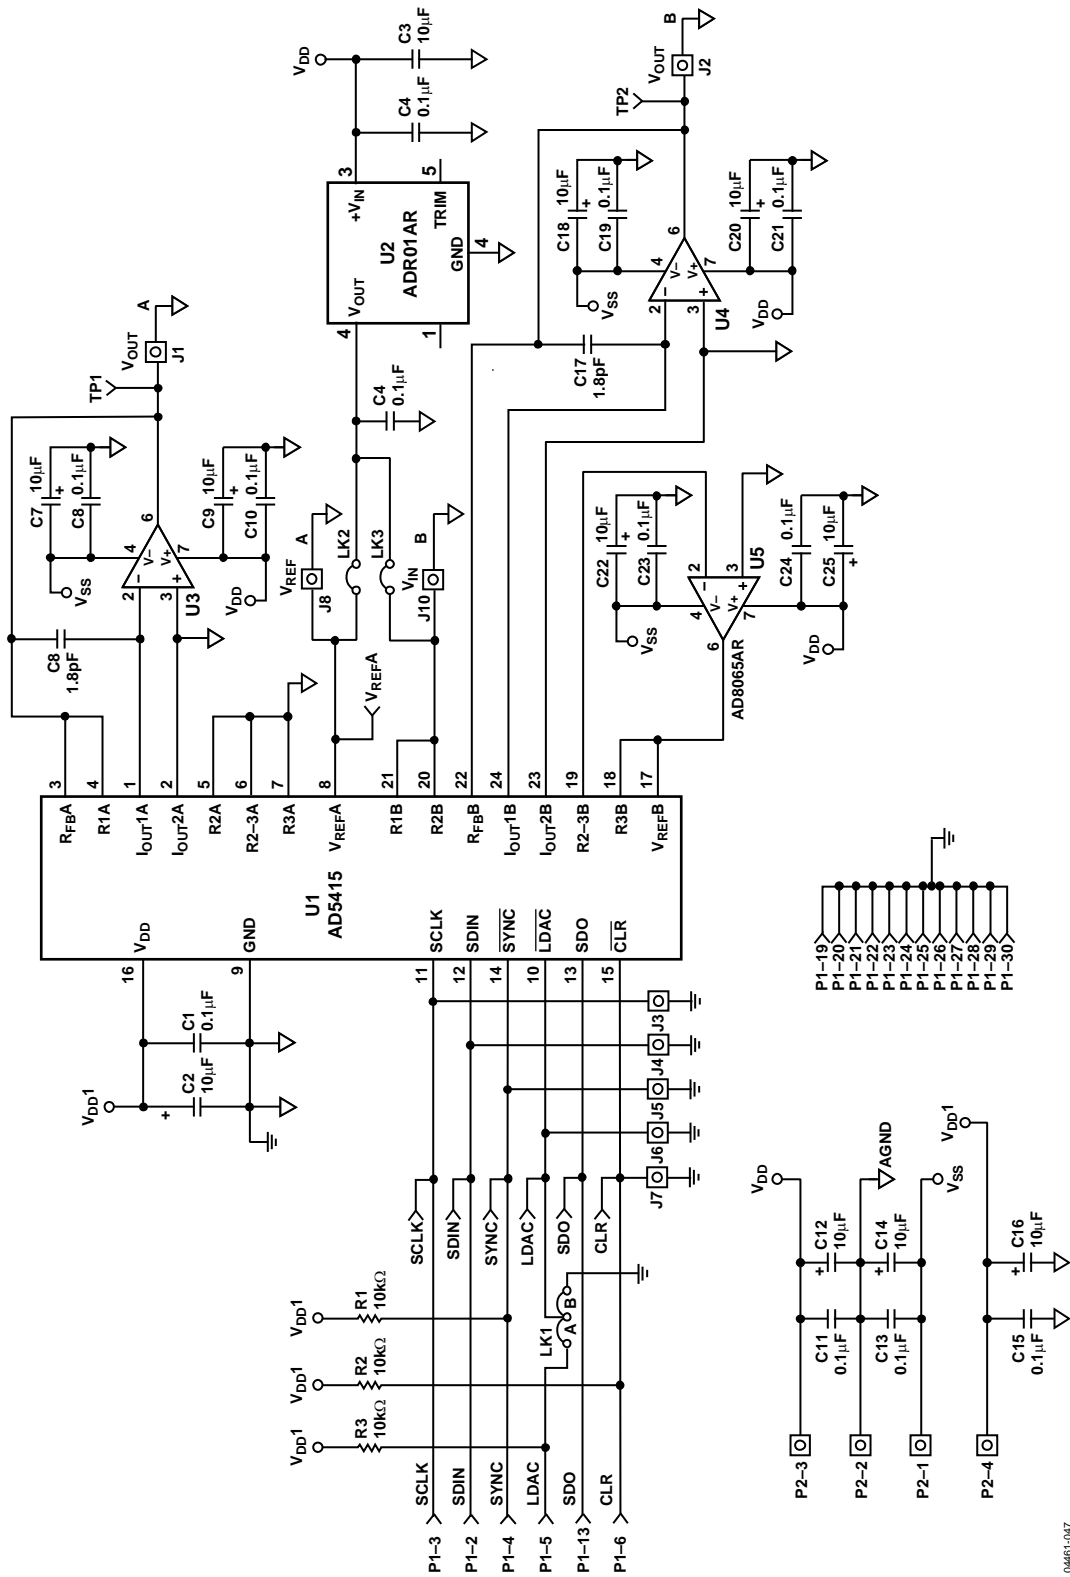 P1–3
SCLK
P1–2
SDIN
P1–4
SYNC
P1–5
LDAC
P1–13
SDO
P1–6
CLR
VDD1
R3
10kΩ
VDD1
R2
10kΩ
VDD1
R1
10kΩ
LK1
A
B
SCLK
SDIN
SYNC
LDAC
SDO
CLR
J7
J6
J5
J4
J3
VDD1
C2
10µF
+
C1
0.1µF
16
9
11
12
14
10
13
15
VDD
GND
SCLK
SDIN
SYNC
LDAC
SDO
CLR
U1
AD5415
RFBA
R1A
IOUT1A
IOUT2A
R2A
R2–3A
R3A
VREFA
R1B
R2B
RFBB
IOUT1B
IOUT2B
R2–3B
R3B
VREFB
3
4
1
2
5
6
7
8
21
20
22
24
23
19
18
17
C8
1.8pF
VSS
C7
10µF
+
C8
0.1µF
2
3
4
V–
V+
7
6
–
+
U3
VDD
C9
10µF
+
C10
0.1µF
TP1
VOUT
J1
A
VREFA
VREF
J8
A
LK2
LK3
VIN
J10
B
C4
0.1µF
4
VOUT
1
U2
ADR01AR
+VIN
3
TRIM
5
GND
4
VDD
C3
10µF
C4
0.1µF
C17
1.8pF
VSS
C18
10µF
+
C19
0.1µF
2
3
4
V–
V+
7
6
–
+
U4
VDD
C20
10µF
+
C21
0.1µF
TP2
VOUT
J2
B
VSS
C22
10µF
+
C23
0.1µF
2
3
4
V–
V+
7
6
–
+
U5
AD8065AR
VDD
C24
0.1µF
C25
10µF
+
P1–19
P1–20
P1–21
P1–22
P1–23
P1–24
P1–25
P1–26
P1–27
P1–28
P1–29
P1–30
P2–3
P2–2
P2–1
P2–4
C11
0.1µF
C12
10µF
+
C13
0.1µF
C14
10µF
+
VDD
AGND
VSS
C15
0.1µF
C16
10µF
+
VDD1
04461-047